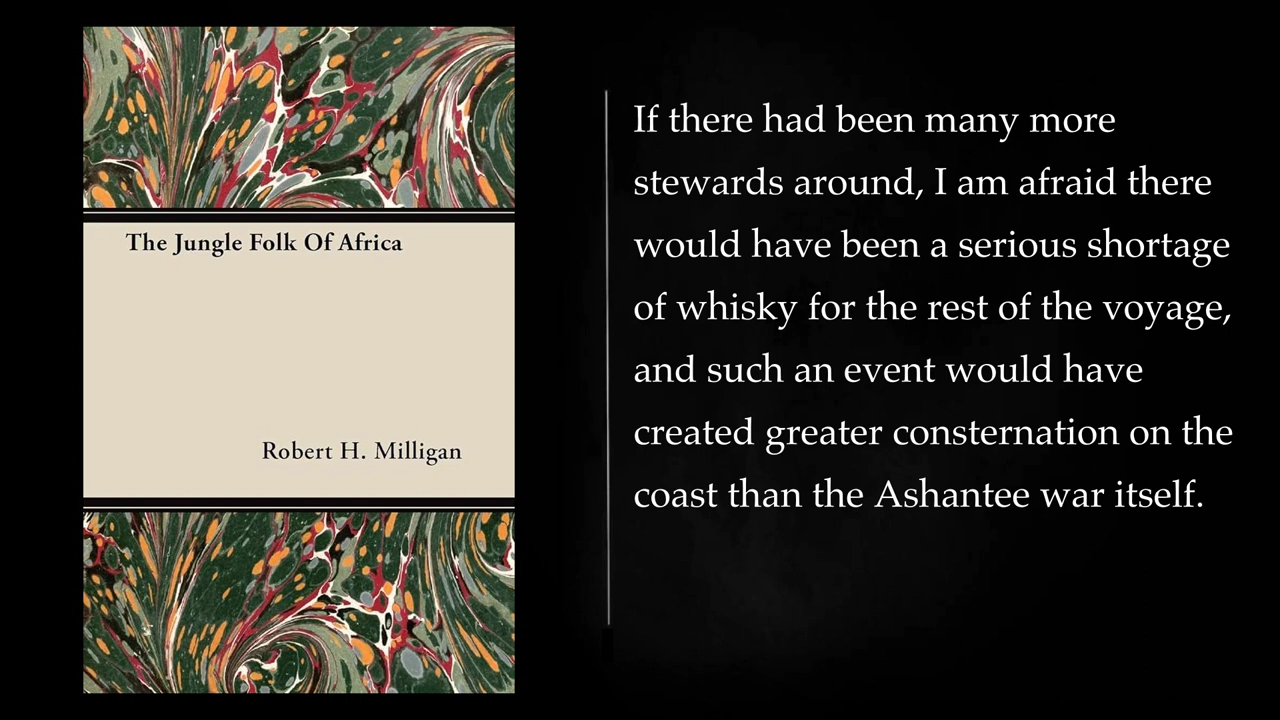 The Jungle Folk Of Africa
Robert H. Milligan
If there had been many more
stewards around, I am afraid there
would have been a serious shortage
of whisky for the rest of the voyage,
and such an event would have
created greater consternation on the
coast than the Ashantee war itself.